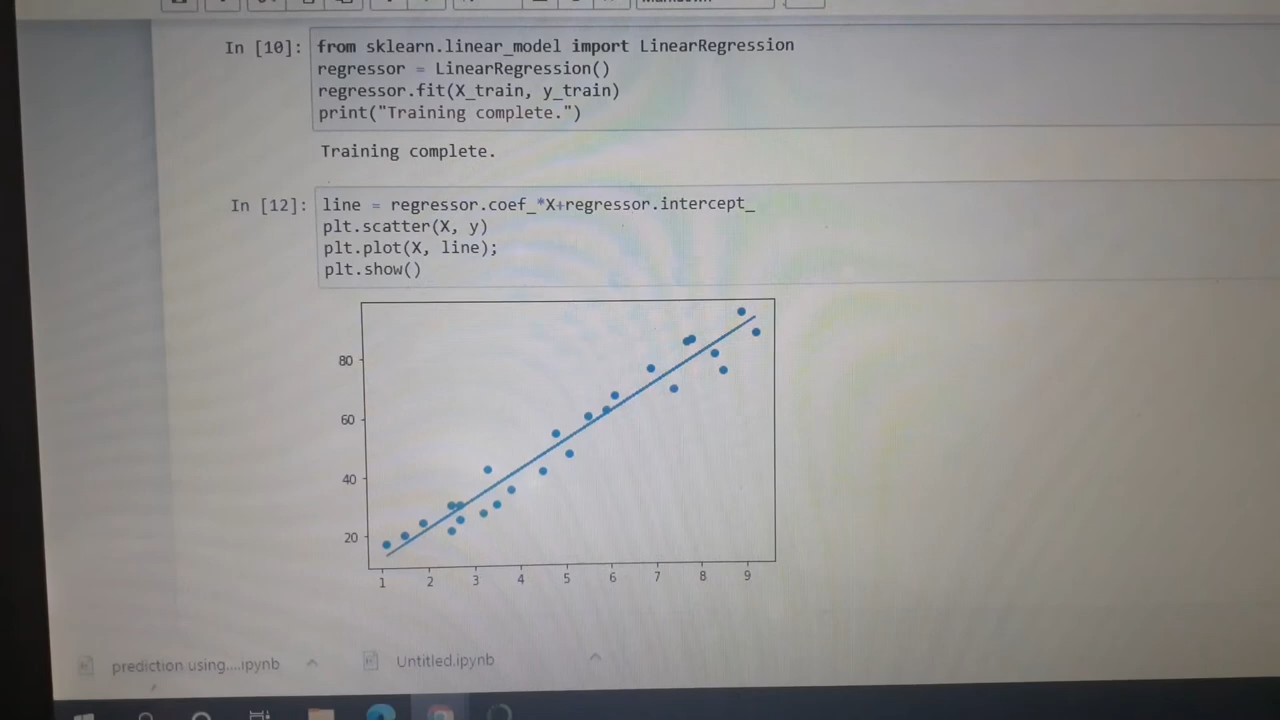 In [10]: from sklearn.linear_model import LinearRegression
regressor = LinearRegression()
regressor.fit(X_train, y_train)
print("Training complete.")
Training complete.
In [12]: line = regressor.coef_*X+regressor.intercept_
plt.scatter(X, y)
plt.plot(X, line);
plt.show()
80
60
40
20
1 2 3 4 5 6 7 8 9
prediction using....ipynb Untitled.ipynb